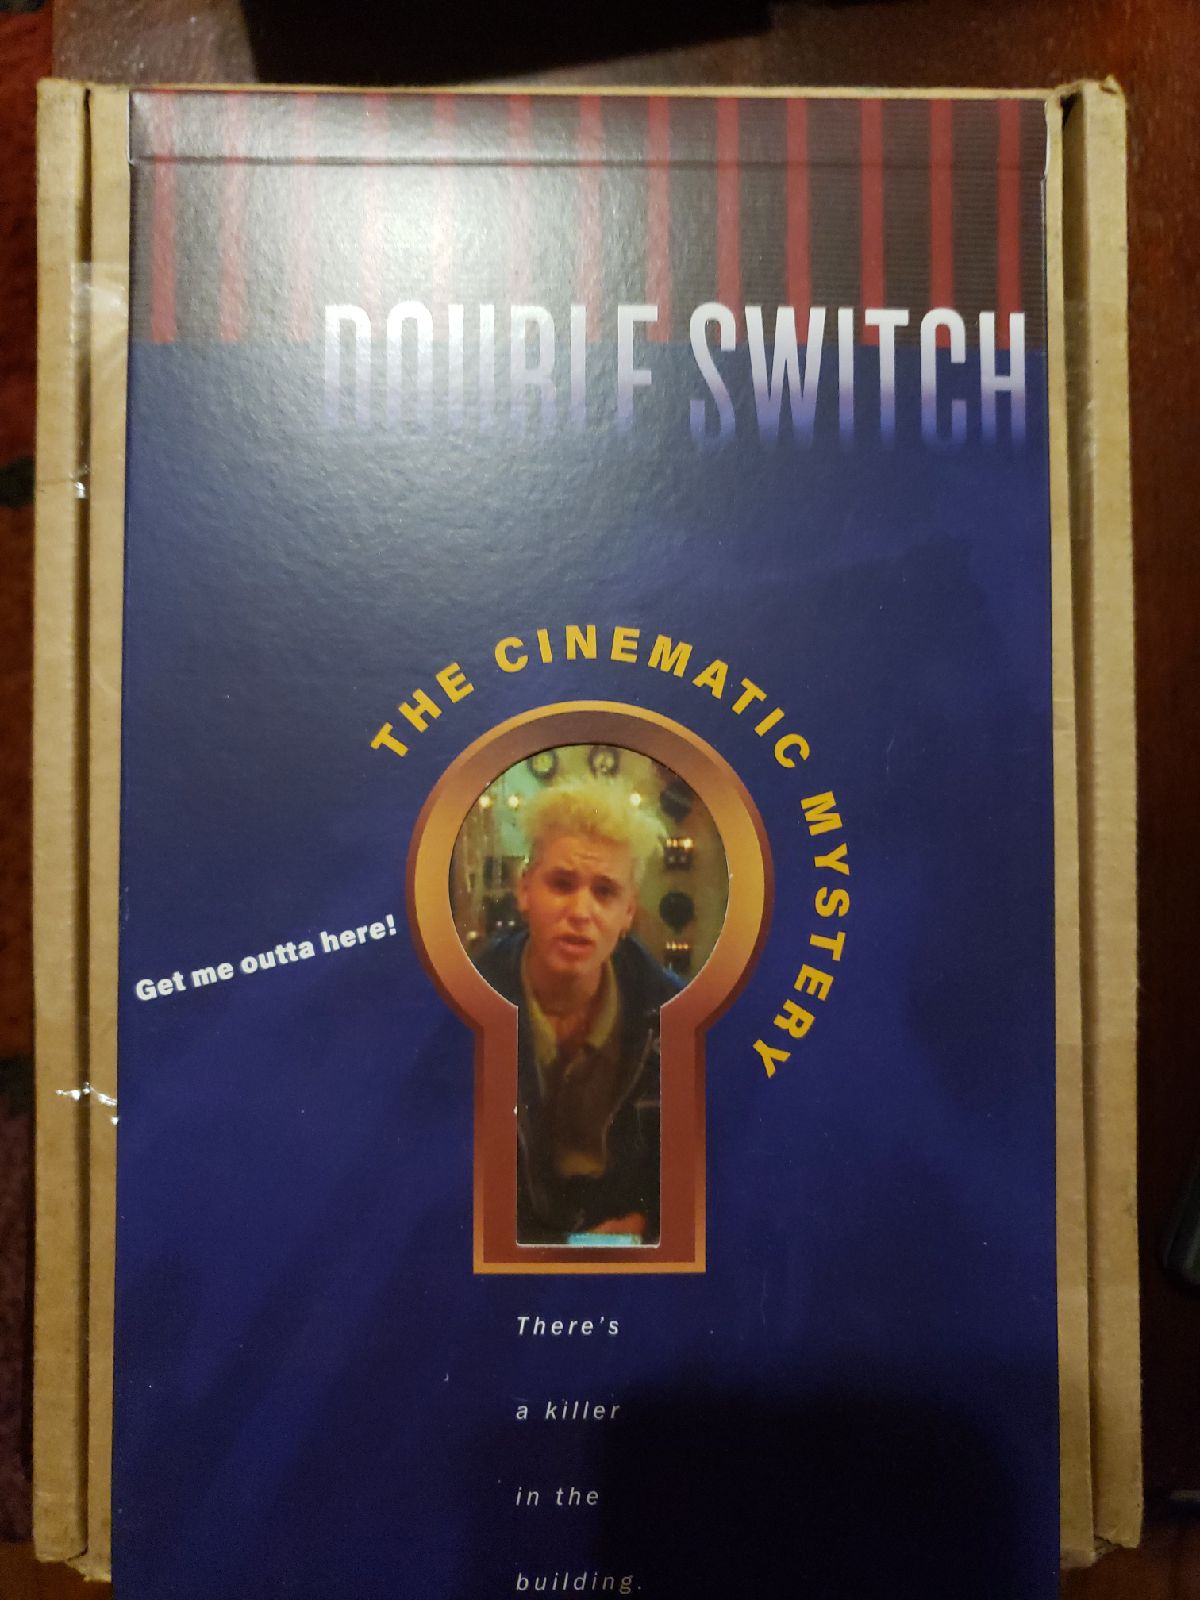 DOUBLE SWITCH
THE CINEMATIC MYSTERY
Get me outta here!
There's
a killer
in the
building.